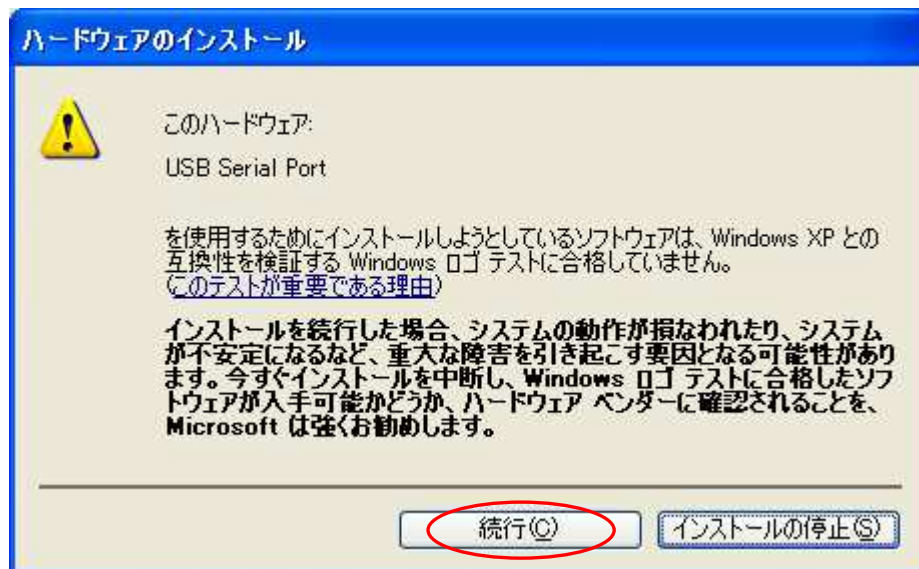 ハードウェアのインストール
このハードウェア:
USB Serial Port
を使用するためにインストールしようとしているソフトウェアは、Windows XP との
互換性を検証する Windows ロゴ テストに合格していません。
(このテストが重要である理由)
インストールを続行した場合、システムの動作が損なわれたり、システム
が不安定になるなど、重大な障害を引き起こす要因となる可能性があり
ます。今すぐインストールを中断し、Windows ロゴ テストに合格したソフ
トウェアが入手可能かどうか、ハードウェア ベンダーに確認されることを、
Microsoft は強くお勧めします。
続行(C)
インストールの停止(S)